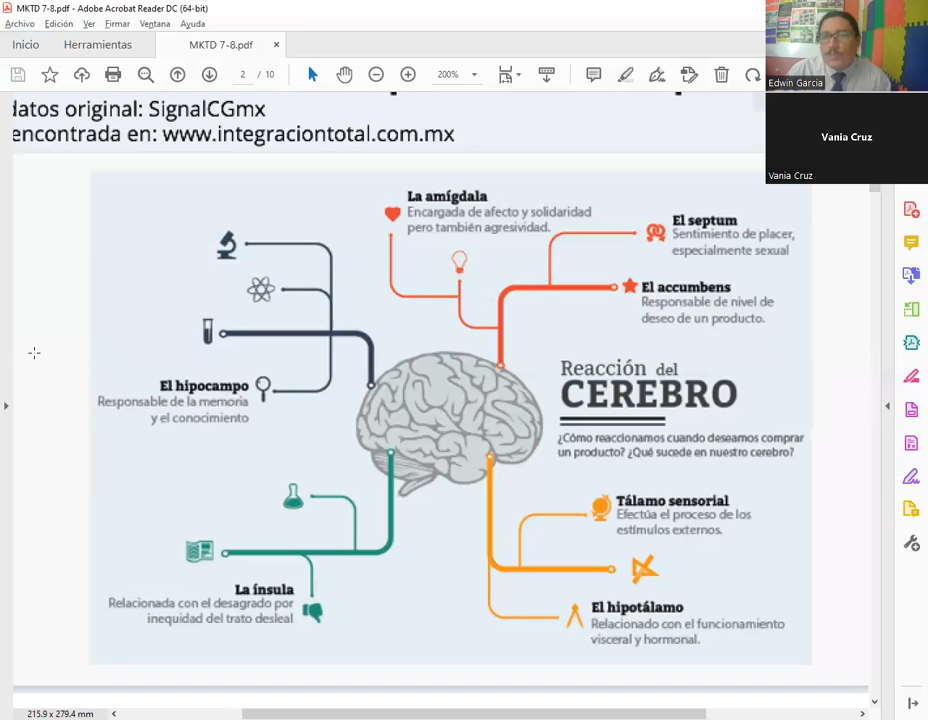 MKTD 7-8.pdf - Adobe Acrobat Reader DC (64-bit)
Archivo Edición Ver Firmar Ventana Ayuda
Inicio Herramientas MKTD 7-8.pdf ×
2 / 10 200%
Edwin Garcia
Vania Cruz
Vania Cruz
datos original: SignalCGmx
encontrada en: www.integraciontotal.com.mx
La amígdala
Encargada de afecto y solidaridad
pero también agresividad.
El septum
Sentimiento de placer,
especialmente sexual
El accumbens
Responsable de nivel de
deseo de un producto.
El hipocampo
Responsable de la memoria
y el conocimiento
Reacción del
CEREBRO
¿Cómo reaccionamos cuando deseamos comprar
un producto? ¿Qué sucede en nuestro cerebro?
Tálamo sensorial
Efectúa el proceso de los
estímulos externos.
La ínsula
Relacionada con el desagrado por
inequidad del trato desleal
El hipotálamo
Relacionado con el funcionamiento
visceral y hormonal.
215.9 x 279.4 mm